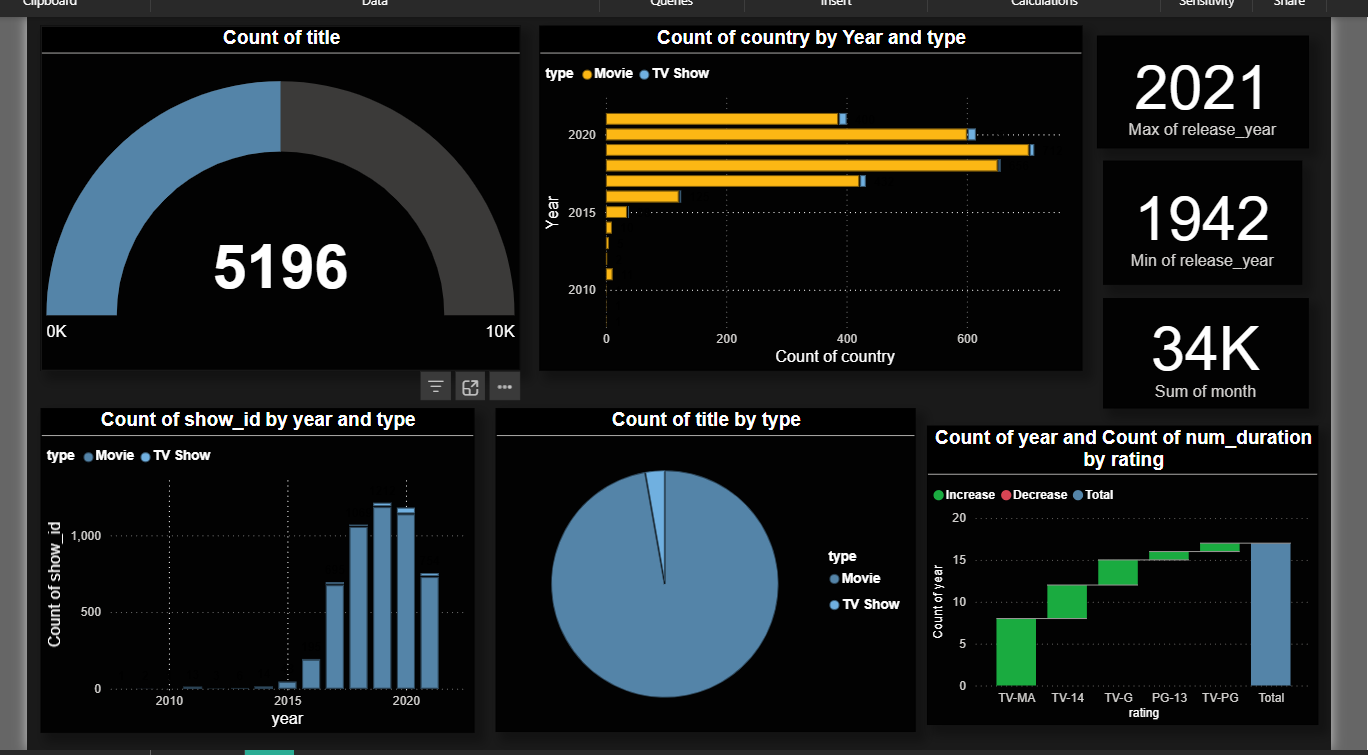 Clipboard Data Queries Insert Calculations Sensitivity Share
Count of title
5196
0K 10K
Count of country by Year and type
type Movie TV Show
Year
2020
2015
2010
0 200 400 600
Count of country
2021
Max of release_year
1942
Min of release_year
34K
Sum of month
Count of show_id by year and type
type Movie TV Show
Count of show_id
1,000
500
0
2010 2015 2020
year
Count of title by type
type
Movie
TV Show
Count of year and Count of num_duration
by rating
Increase Decrease Total
Count of year
20
15
10
5
0
TV-MA TV-14 TV-G PG-13 TV-PG Total
rating